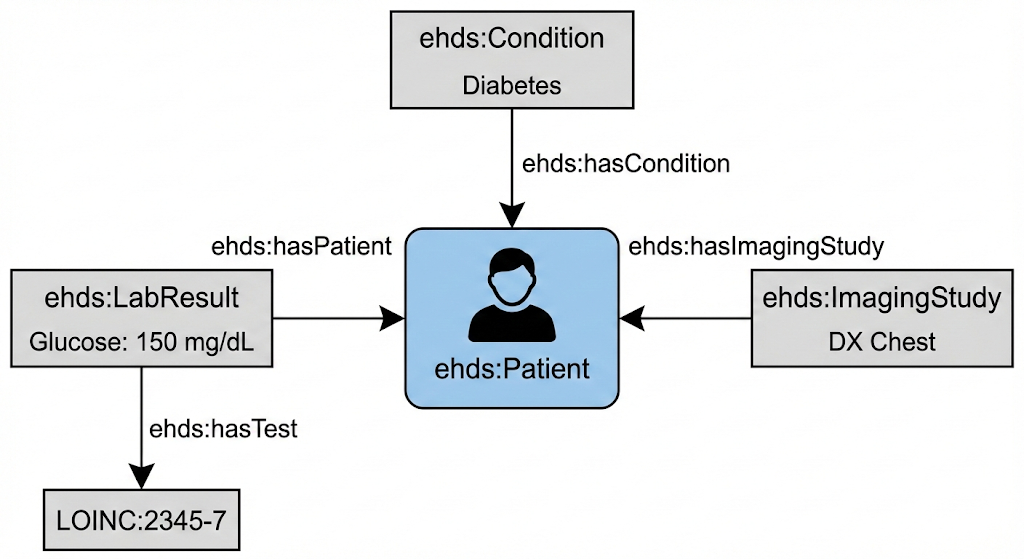 ehds:Condition
Diabetes
ehds:hasCondition
ehds:hasPatient
ehds:hasImagingStudy
ehds:LabResult
Glucose: 150 mg/dL
ehds:Patient
ehds:ImagingStudy
DX Chest
ehds:hasTest
LOINC:2345-7